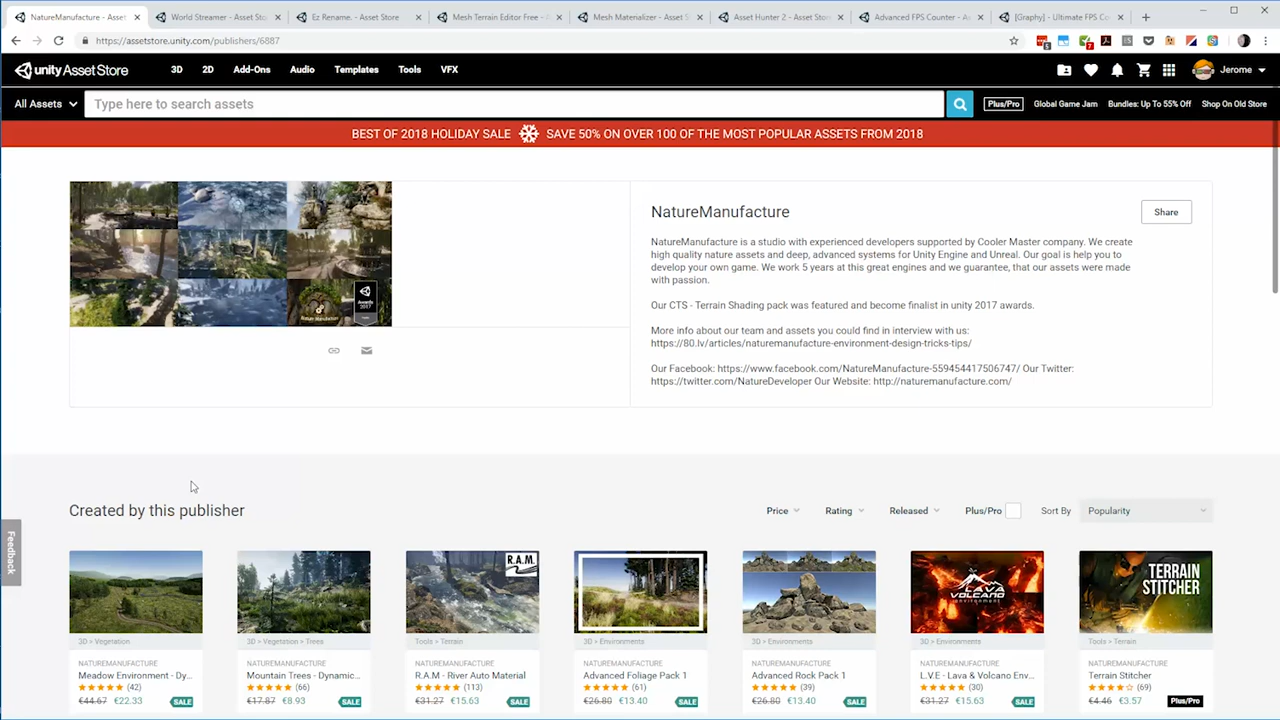 NatureManufacture - Asset
World Streamer - Asset Sto
Ez Rename. - Asset Store
Mesh Terrain Editor Free -
Mesh Materializer - Asset S
Asset Hunter 2 - Asset Store
Advanced FPS Counter - A
[Graphy] - Ultimate FPS Co
https://assetstore.unity.com/publishers/6887
unity Asset Store
3D
2D
Add-Ons
Audio
Templates
Tools
VFX
Jerome
All Assets
Type here to search assets
Plus/Pro
Global Game Jam
Bundles: Up To 55% Off
Shop On Old Store
BEST OF 2018 HOLIDAY SALE SAVE 50% ON OVER 100 OF THE MOST POPULAR ASSETS FROM 2018
NatureManufacture
Share
NatureManufacture is a studio with experienced developers supported by Cooler Master company. We create
high quality nature assets and deep, advanced systems for Unity Engine and Unreal. Our goal is help you to
develop your own game. We work 5 years at this great engines and we guarantee, that our assets were made
with passion.
Our CTS - Terrain Shading pack was featured and become finalist in unity 2017 awards.
More info about our team and assets you could find in interview with us:
https://80.lv/articles/naturemanufacture-environment-design-tricks-tips/
Our Facebook: https://www.facebook.com/NatureManufacture-559454417506747/ Our Twitter:
https://twitter.com/NatureDeveloper Our Website: http://naturemanufacture.com/
Awards
2017
Nature Manufacture
Feedback
Created by this publisher
Price
Rating
Released
Plus/Pro
Sort By
Popularity
R.A.M.
LAVA
VOLCANO
TERRAIN
STITCHER
3D > Vegetation
3D > Vegetation > Trees
Tools > Terrain
3D > Environments
3D > Environments
3D > Environments
Tools > Terrain
NATUREMANUFACTURE
NATUREMANUFACTURE
NATUREMANUFACTURE
NATUREMANUFACTURE
NATUREMANUFACTURE
NATUREMANUFACTURE
NATUREMANUFACTURE
Meadow Environment - Dy...
Mountain Trees - Dynamic...
R.A.M - River Auto Material
Advanced Foliage Pack 1
Advanced Rock Pack 1
L.V.E - Lava & Volcano Env...
Terrain Stitcher
(42)
(66)
(113)
(61)
(39)
(30)
(69)
€44.67 €22.33 SALE
€17.87 €8.93 SALE
€31.27 €15.63 SALE
€26.80 €13.40 SALE
€26.80 €13.40 SALE
€31.27 €15.63 SALE
€4.46 €3.57 Plus/Pro